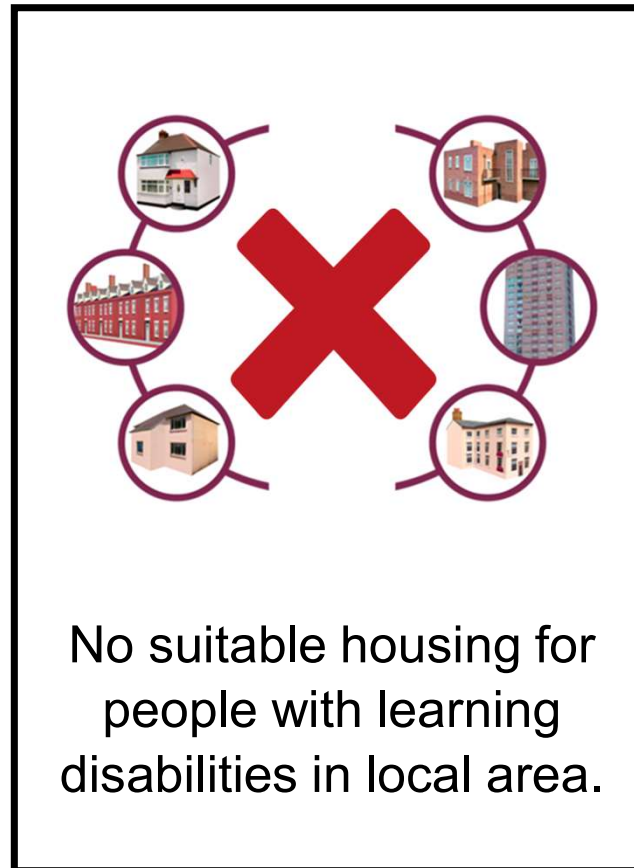 No suitable housing for
people with learning
disabilities in local area.